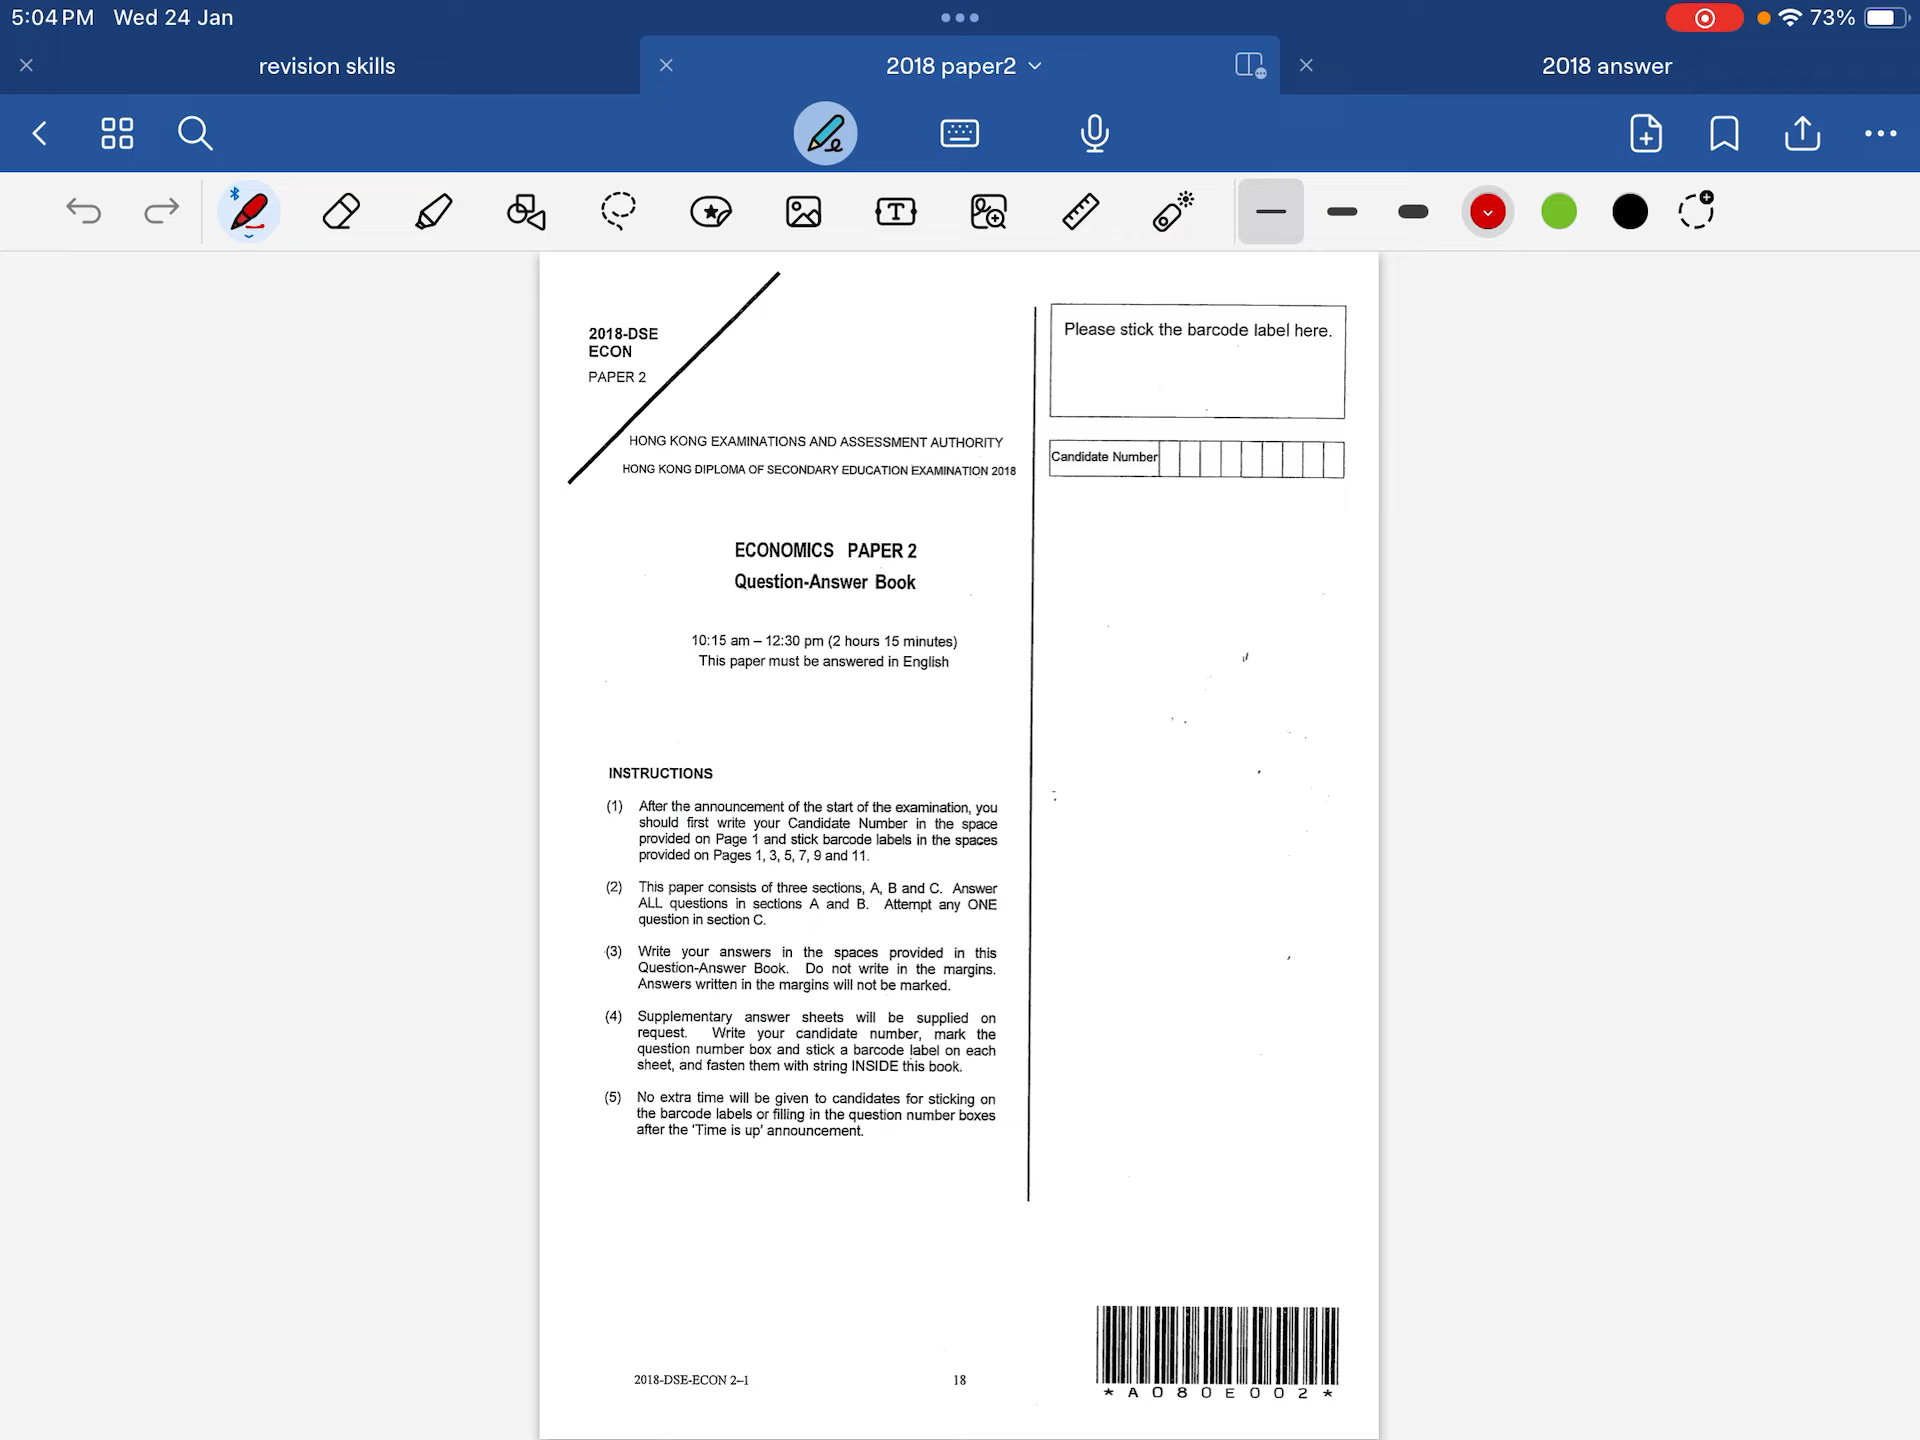 5:04 PM Wed 24 Jan
73%
revision skills
2018 paper2
2018 answer
2018-DSE
ECON
PAPER 2
HONG KONG EXAMINATIONS AND ASSESSMENT AUTHORITY
HONG KONG DIPLOMA OF SECONDARY EDUCATION EXAMINATION 2018
ECONOMICS PAPER 2
Question-Answer Book
10:15 am – 12:30 pm (2 hours 15 minutes)
This paper must be answered in English
INSTRUCTIONS
(1) After the announcement of the start of the examination, you
should first write your Candidate Number in the space
provided on Page 1 and stick barcode labels in the spaces
provided on Pages 1, 3, 5, 7, 9 and 11.
(2) This paper consists of three sections, A, B and C. Answer
ALL questions in sections A and B. Attempt any ONE
question in section C.
(3) Write your answers in the spaces provided in this
Question-Answer Book. Do not write in the margins.
Answers written in the margins will not be marked.
(4) Supplementary answer sheets will be supplied on
request. Write your candidate number, mark the
question number box and stick a barcode label on each
sheet, and fasten them with string INSIDE this book.
(5) No extra time will be given to candidates for sticking on
the barcode labels or filling in the question number boxes
after the 'Time is up' announcement.
Please stick the barcode label here.
Candidate Number
2018-DSE-ECON 2–1
18
* A 0 8 0 E 0 0 2 *